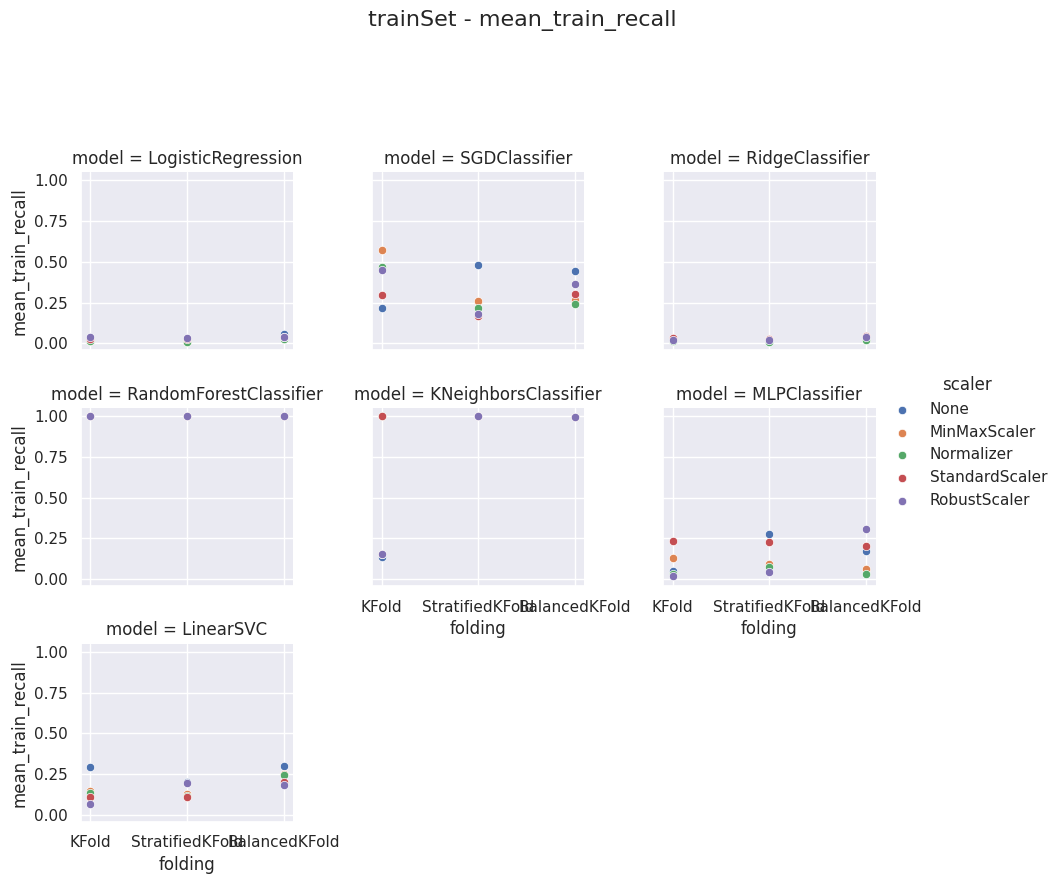 trainSet - mean_train_recall
model = LogisticRegression
model = SGDClassifier
model = RidgeClassifier
mean_train_recall
1.00
0.75
0.50
0.25
0.00
model = RandomForestClassifier
model = KNeighborsClassifier
model = MLPClassifier
mean_train_recall
1.00
0.75
0.50
0.25
0.00
KFold StratifiedKFold BalancedKFold
folding
KFold StratifiedKFold BalancedKFold
folding
scaler
None
MinMaxScaler
Normalizer
StandardScaler
RobustScaler
model = LinearSVC
mean_train_recall
1.00
0.75
0.50
0.25
0.00
KFold StratifiedKFold BalancedKFold
folding